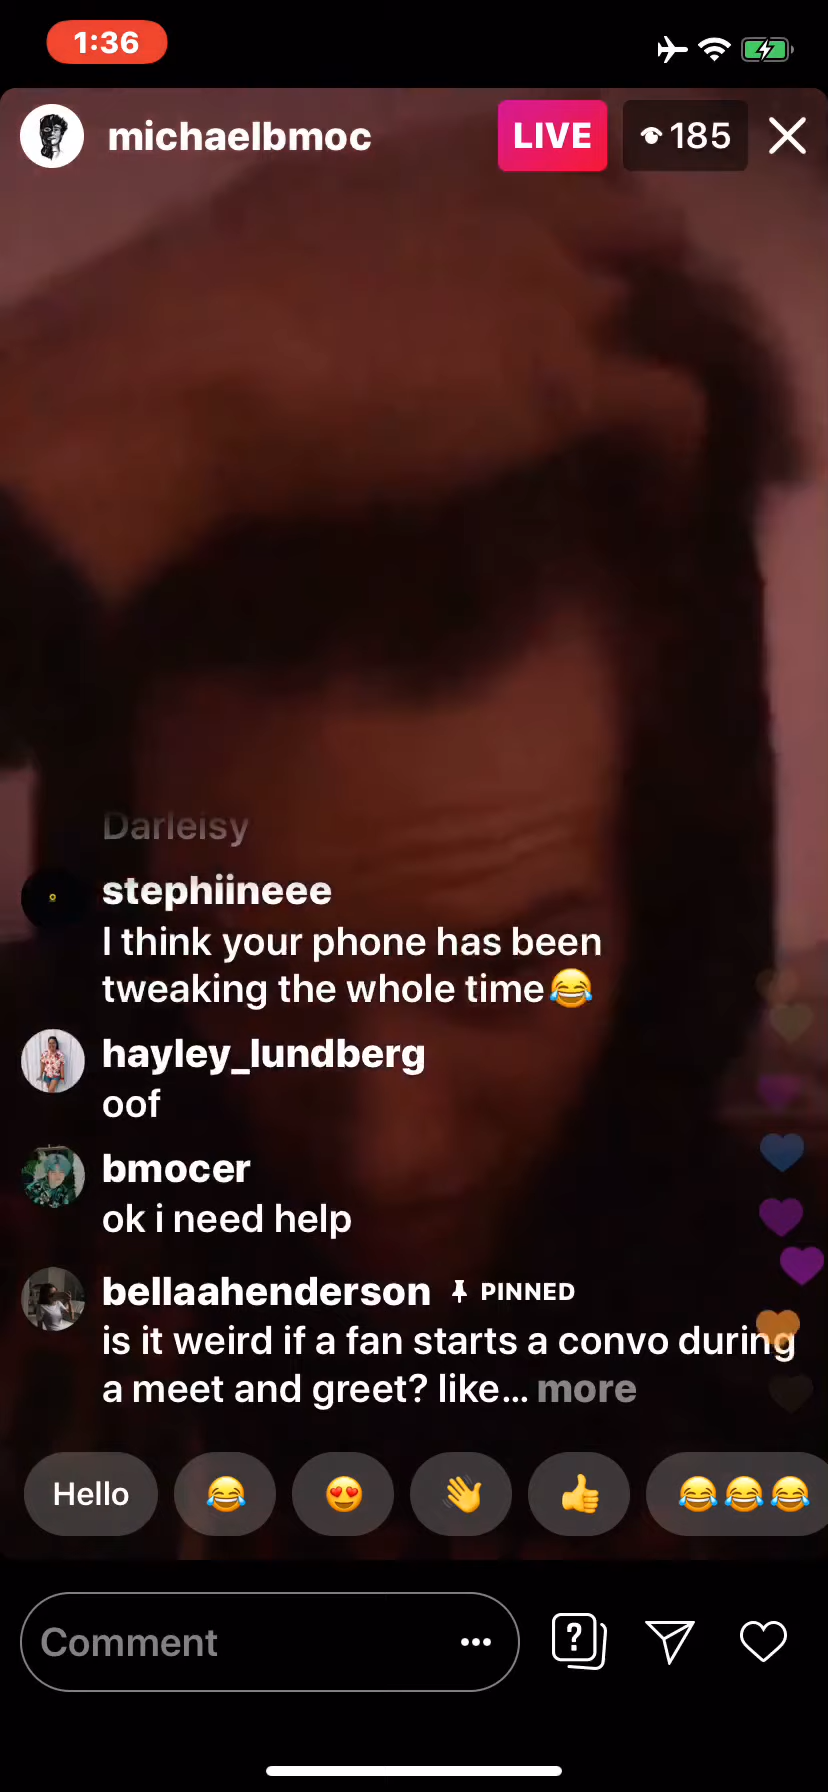 1:36
michaelbmoc
LIVE
185
Darleisy
stephiineee
I think your phone has been
tweaking the whole time😂
hayley_lundberg
oof
bmocer
ok i need help
bellaahenderson PINNED
is it weird if a fan starts a convo during
a meet and greet? like... more
Hello 😂 😍 👋 👍 😂😂😂
Comment